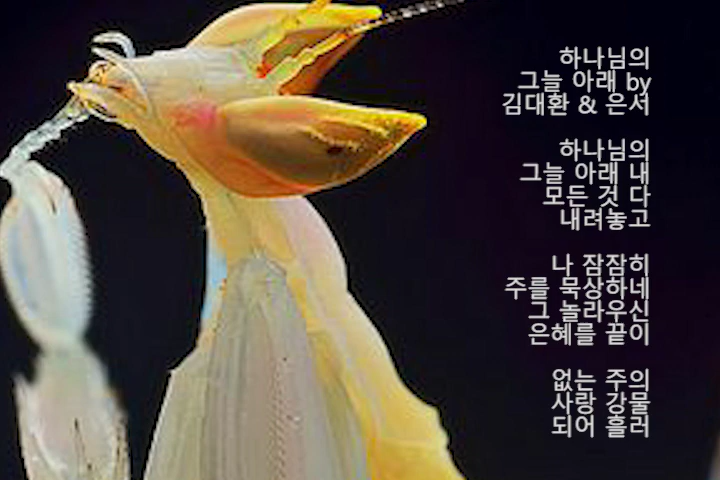 하나님의
그늘 아래 by
김대환 & 은서
하나님의
그늘 아래 내
모든 것 다
내려놓고
나 잠잠히
주를 묵상하네
그 놀라우신
은혜를 끝이
없는 주의
사랑 강물
되어 흘러